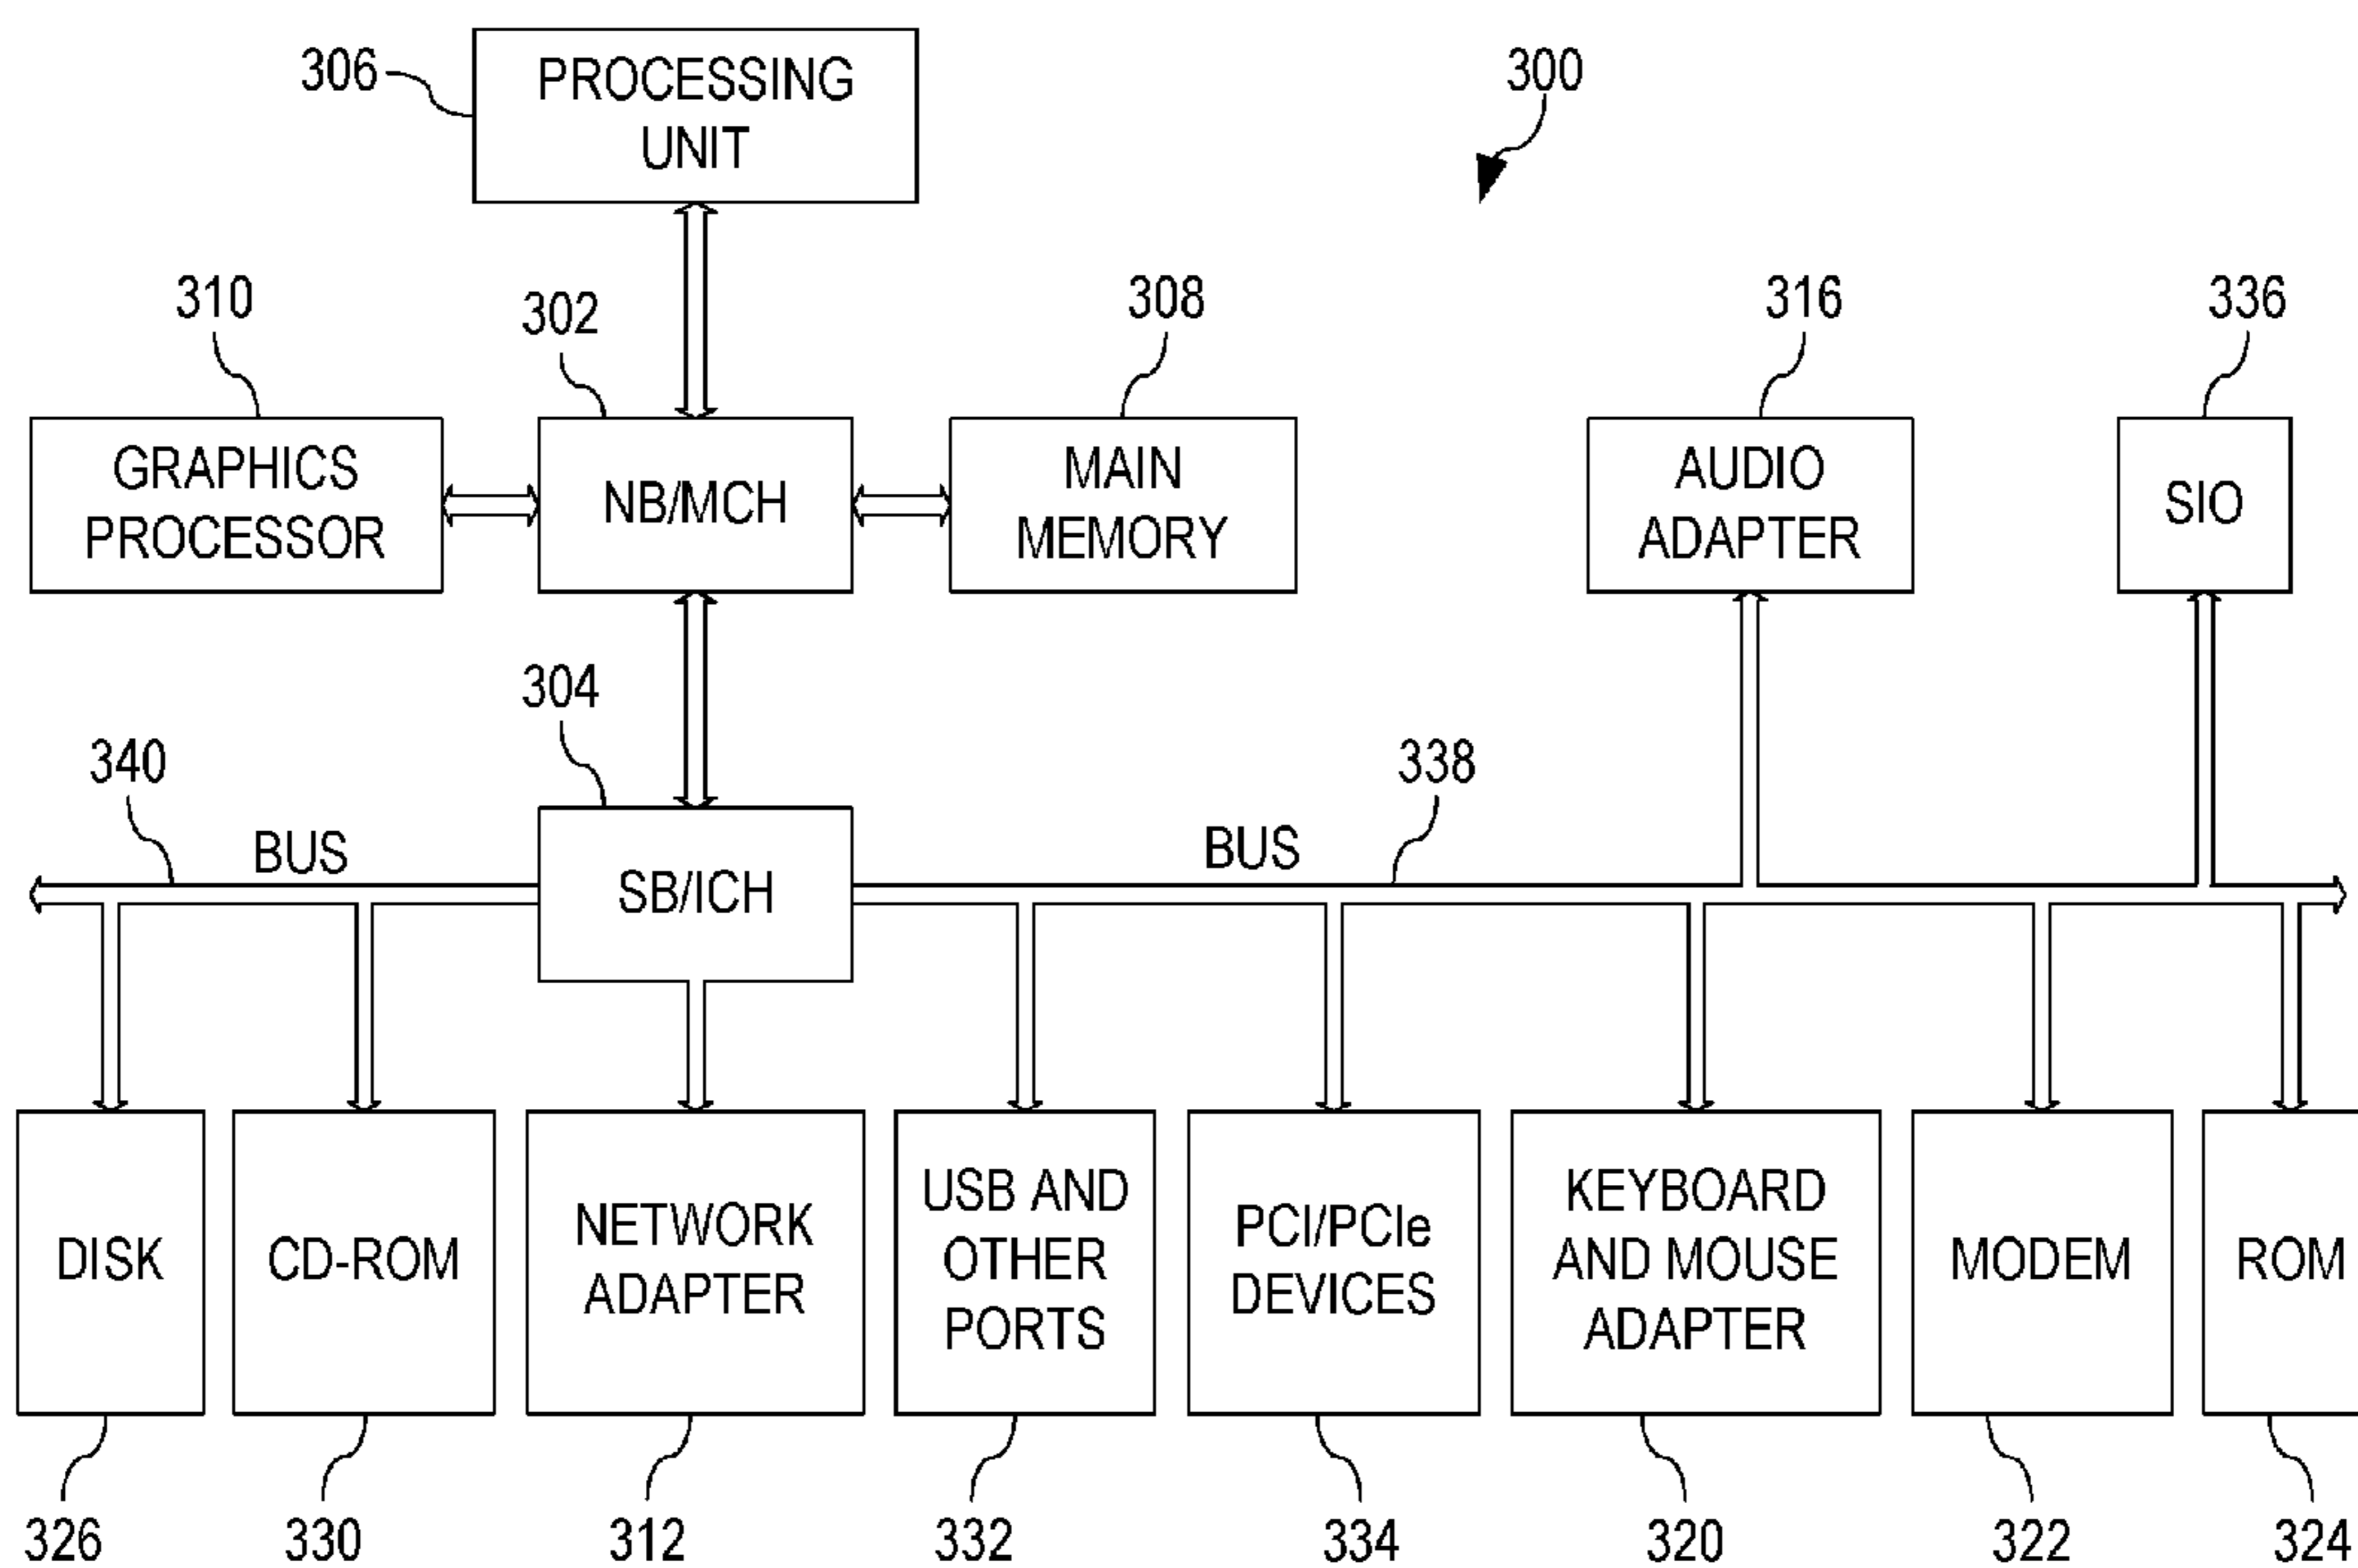 306
PROCESSING
UNIT
300
310
302
308
316
336
GRAPHICS
PROCESSOR
NB/MCH
MAIN
MEMORY
AUDIO
ADAPTER
SIO
304
340
338
BUS
SB/ICH
BUS
DISK
CD-ROM
NETWORK
ADAPTER
USB AND
OTHER
PORTS
PCI/PCIe
DEVICES
KEYBOARD
AND MOUSE
ADAPTER
MODEM
ROM
326
330
312
332
334
320
322
324